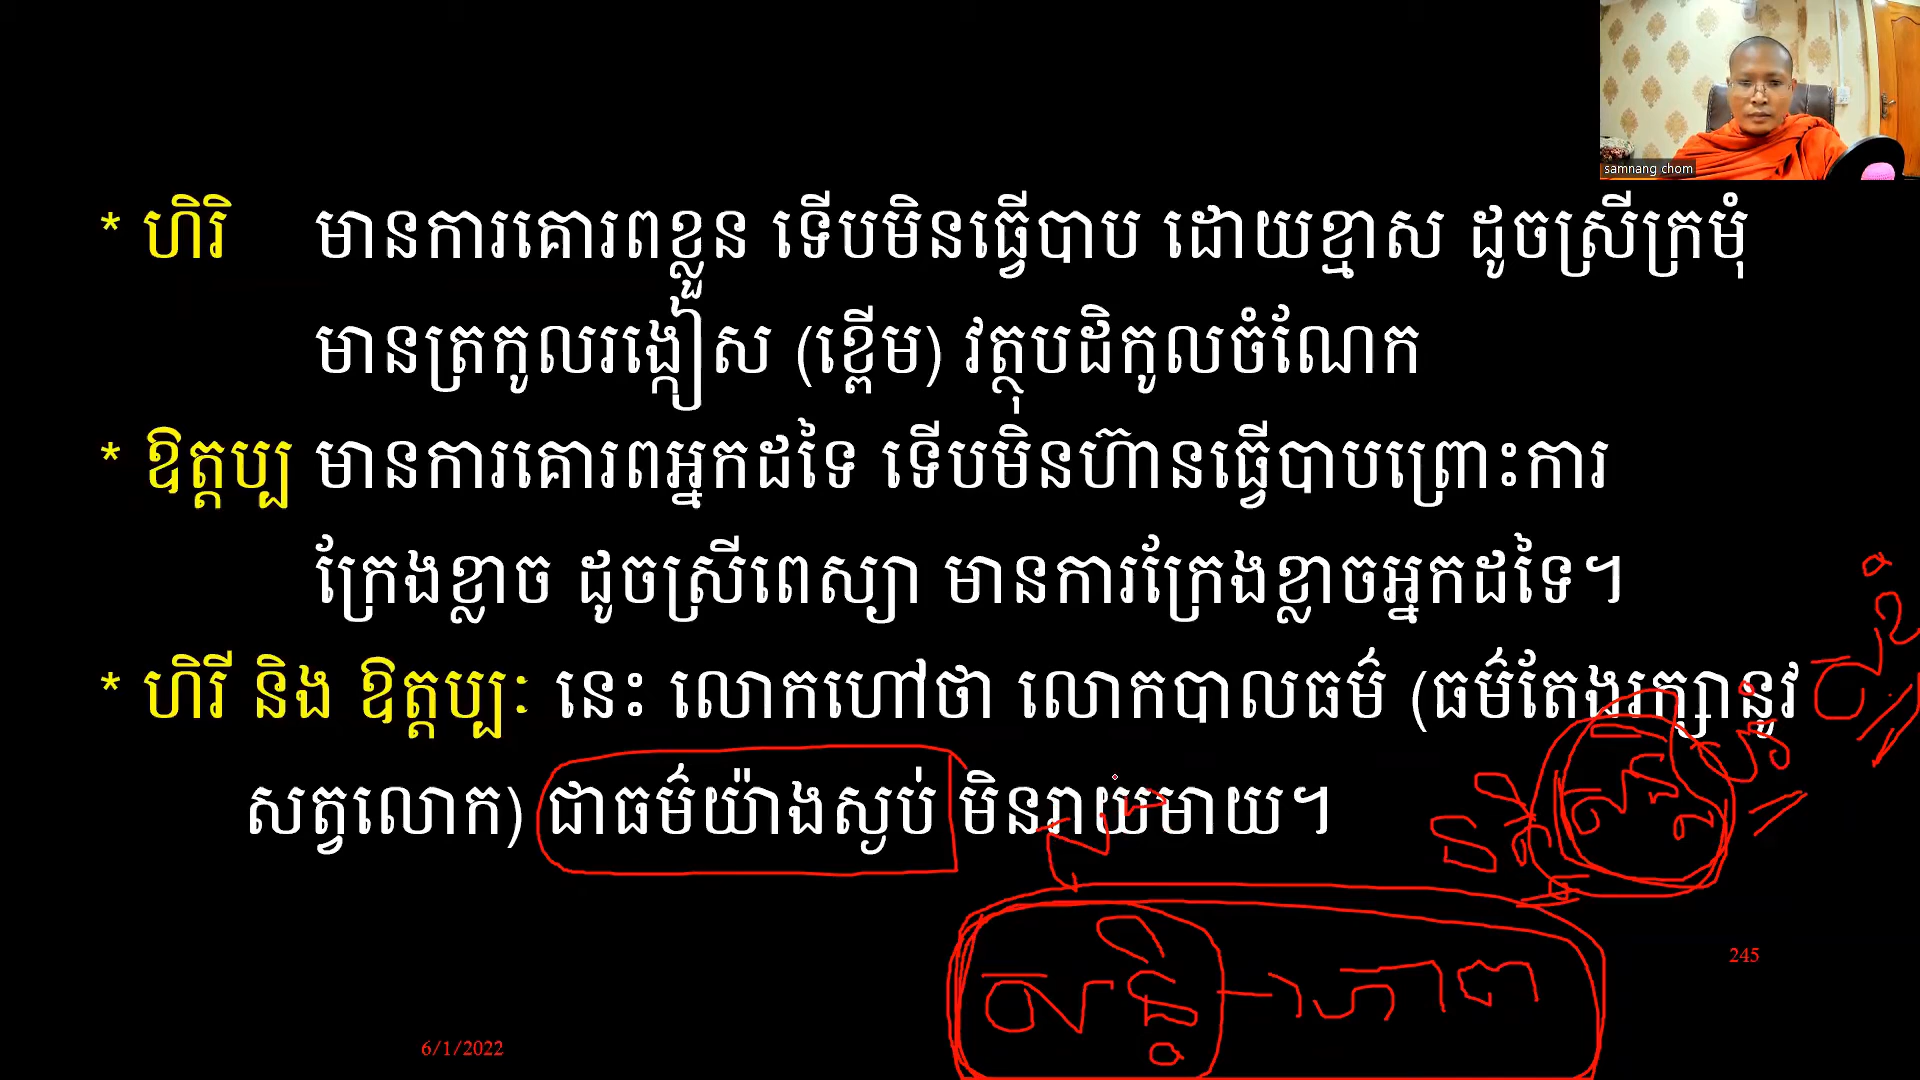 samnang chom
* ហិរិ មានការគោរពខ្លួន ទើបមិនធ្វើបាប ដោយខ្មាស ដូចស្រីក្រមុំ
មានត្រកូលរង្កៀស (ខ្ពើម) វត្ថុបដិកូលចំណែក
* ឱត្តប្ប មានការគោរពអ្នកដទៃ ទើបមិនហ៊ានធ្វើបាបព្រោះការ
ក្រែងខ្លាច ដូចស្រីពេស្យា មានការក្រែងខ្លាចអ្នកដទៃ។
* ហិរី និង ឱត្តប្បៈ នេះ លោកហៅថា លោកបាលធម៌ (ធម៌តែងរក្សានូវ
សត្វលោក) ជាធម៌យ៉ាងស្ងប់ មិនរាយមាយ។
245
6/1/2022